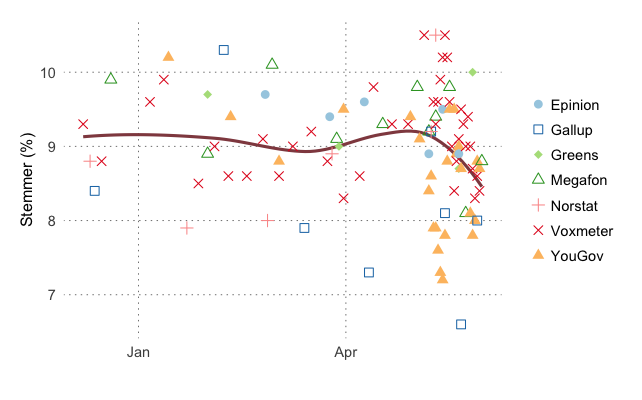 Stemmer (%)
10
9
8
7
Jan
Apr
Epinion
Gallup
Greens
Megafon
Norstat
Voxmeter
YouGov